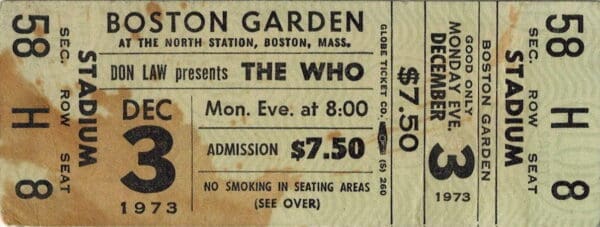 58 H 8
SEC. ROW SEAT
STADIUM
BOSTON GARDEN
AT THE NORTH STATION, BOSTON, MASS.
DON LAW presents THE WHO
DEC
3
1973
Mon. Eve. at 8:00
ADMISSION $7.50
NO SMOKING IN SEATING AREAS
(SEE OVER)
GLOBE TICKET CO. (S) 260
$7.50
DECEMBER 3 1973
MONDAY EVE.
GOOD ONLY
BOSTON GARDEN
STADIUM
SEC. ROW SEAT
58 H 8